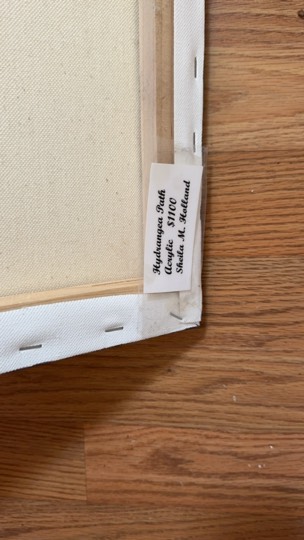 Hydrangea Path
Acrylic $1100
Sheila M. Holland